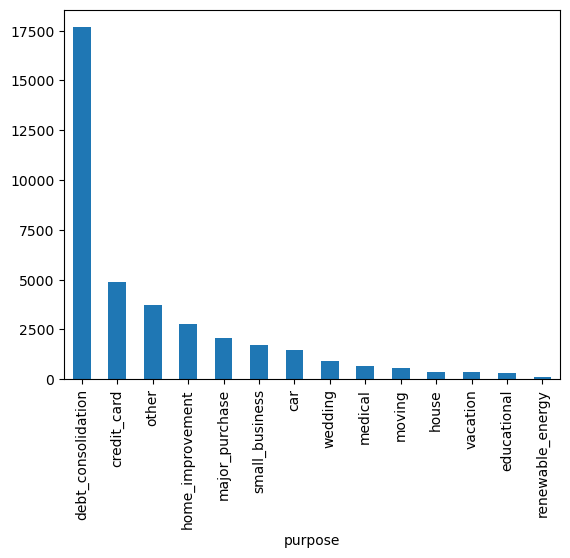 17500
15000
12500
10000
7500
5000
2500
0
debt_consolidation
credit_card
other
home_improvement
major_purchase
small_business
car
wedding
medical
moving
house
vacation
educational
renewable_energy
purpose